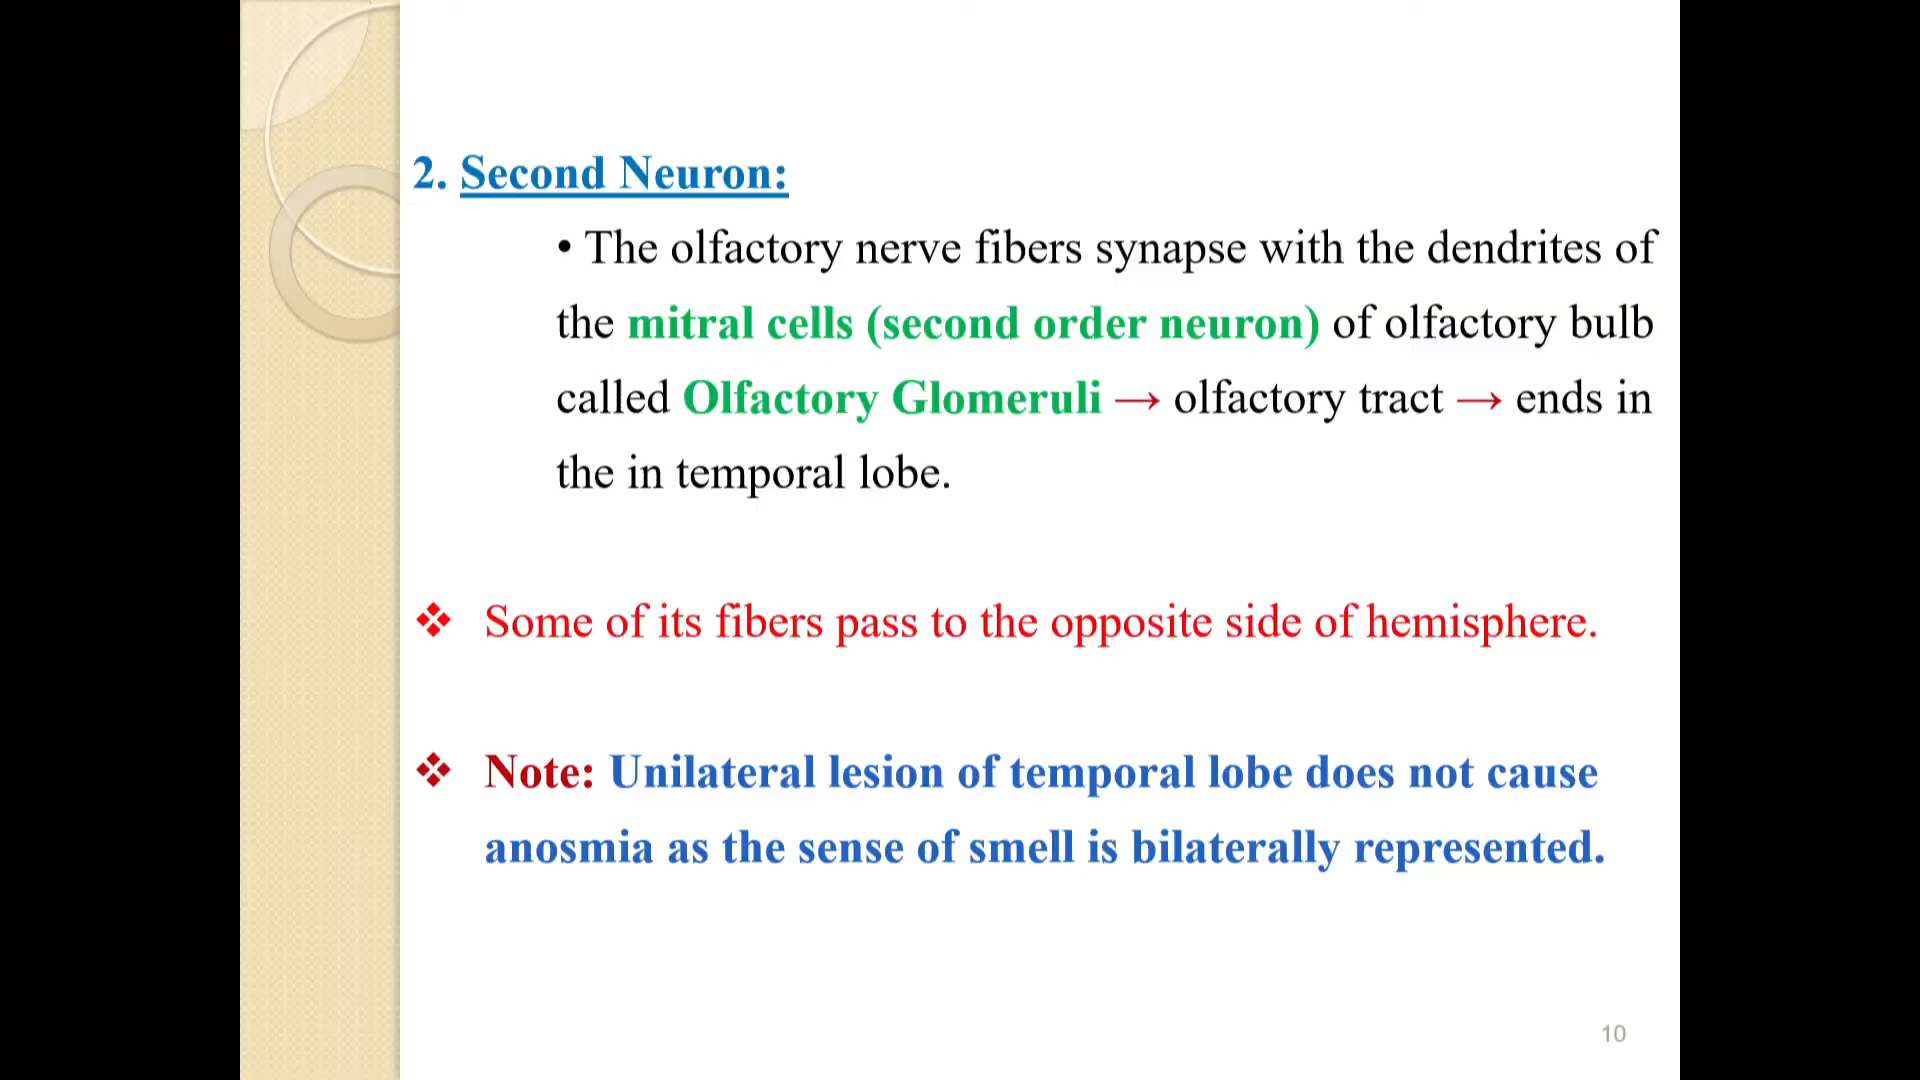 2. Second Neuron:
• The olfactory nerve fibers synapse with the dendrites of
the mitral cells (second order neuron) of olfactory bulb
called Olfactory Glomeruli → olfactory tract → ends in
the in temporal lobe.
❖ Some of its fibers pass to the opposite side of hemisphere.
❖ Note: Unilateral lesion of temporal lobe does not cause
anosmia as the sense of smell is bilaterally represented.
10